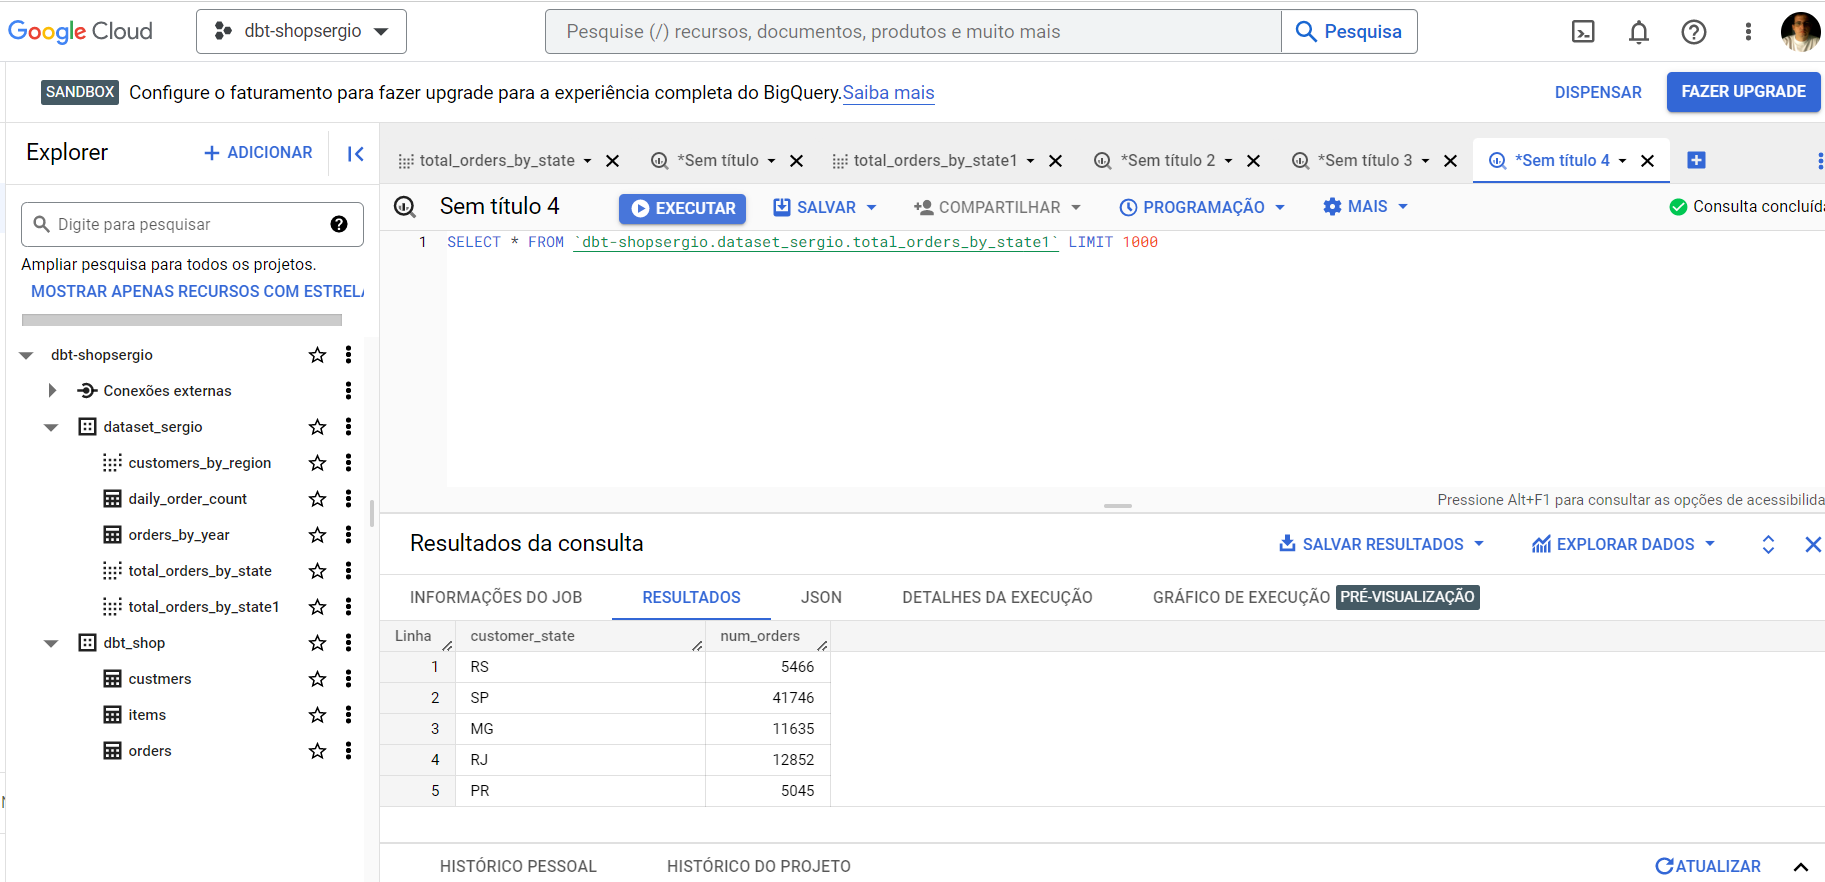 Google Cloud dbt-shopsergio Pesquise (/) recursos, documentos, produtos e muito mais Pesquisa
SANDBOX Configure o faturamento para fazer upgrade para a experiência completa do BigQuery. Saiba mais DISPENSAR FAZER UPGRADE
Explorer + ADICIONAR
total_orders_by_state *Sem título total_orders_by_state1 *Sem título 2 *Sem título 3 *Sem título 4
Sem título 4 EXECUTAR SALVAR COMPARTILHAR PROGRAMAÇÃO MAIS Consulta concluída
Digite para pesquisar
Ampliar pesquisa para todos os projetos.
MOSTRAR APENAS RECURSOS COM ESTRELA
dbt-shopsergio
Conexões externas
dataset_sergio
customers_by_region
daily_order_count
orders_by_year
total_orders_by_state
total_orders_by_state1
dbt_shop
custmers
items
orders
1 SELECT * FROM `dbt-shopsergio.dataset_sergio.total_orders_by_state1` LIMIT 1000
Pressione Alt+F1 para consultar as opções de acessibilida
Resultados da consulta SALVAR RESULTADOS EXPLORAR DADOS
INFORMAÇÕES DO JOB RESULTADOS JSON DETALHES DA EXECUÇÃO GRÁFICO DE EXECUÇÃO PRÉ-VISUALIZAÇÃO
Linha customer_state num_orders
1 RS 5466
2 SP 41746
3 MG 11635
4 RJ 12852
5 PR 5045
HISTÓRICO PESSOAL HISTÓRICO DO PROJETO ATUALIZAR